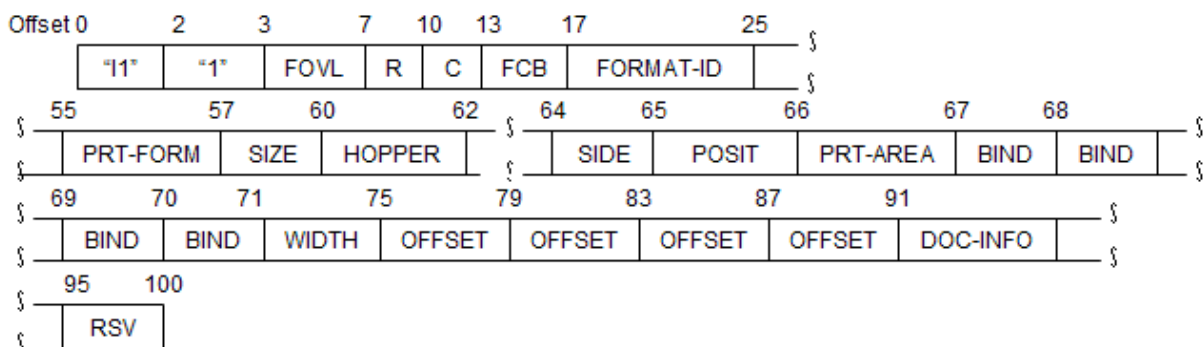 Offset 0 2 3 7 10 13 17 25
“I1” “1” FOVL R C FCB FORMAT-ID
55 57 60 62 64 65 66 67 68
PRT-FORM SIZE HOPPER SIDE POSIT PRT-AREA BIND BIND
69 70 71 75 79 83 87 91
BIND BIND WIDTH OFFSET OFFSET OFFSET OFFSET DOC-INFO
95 100
RSV